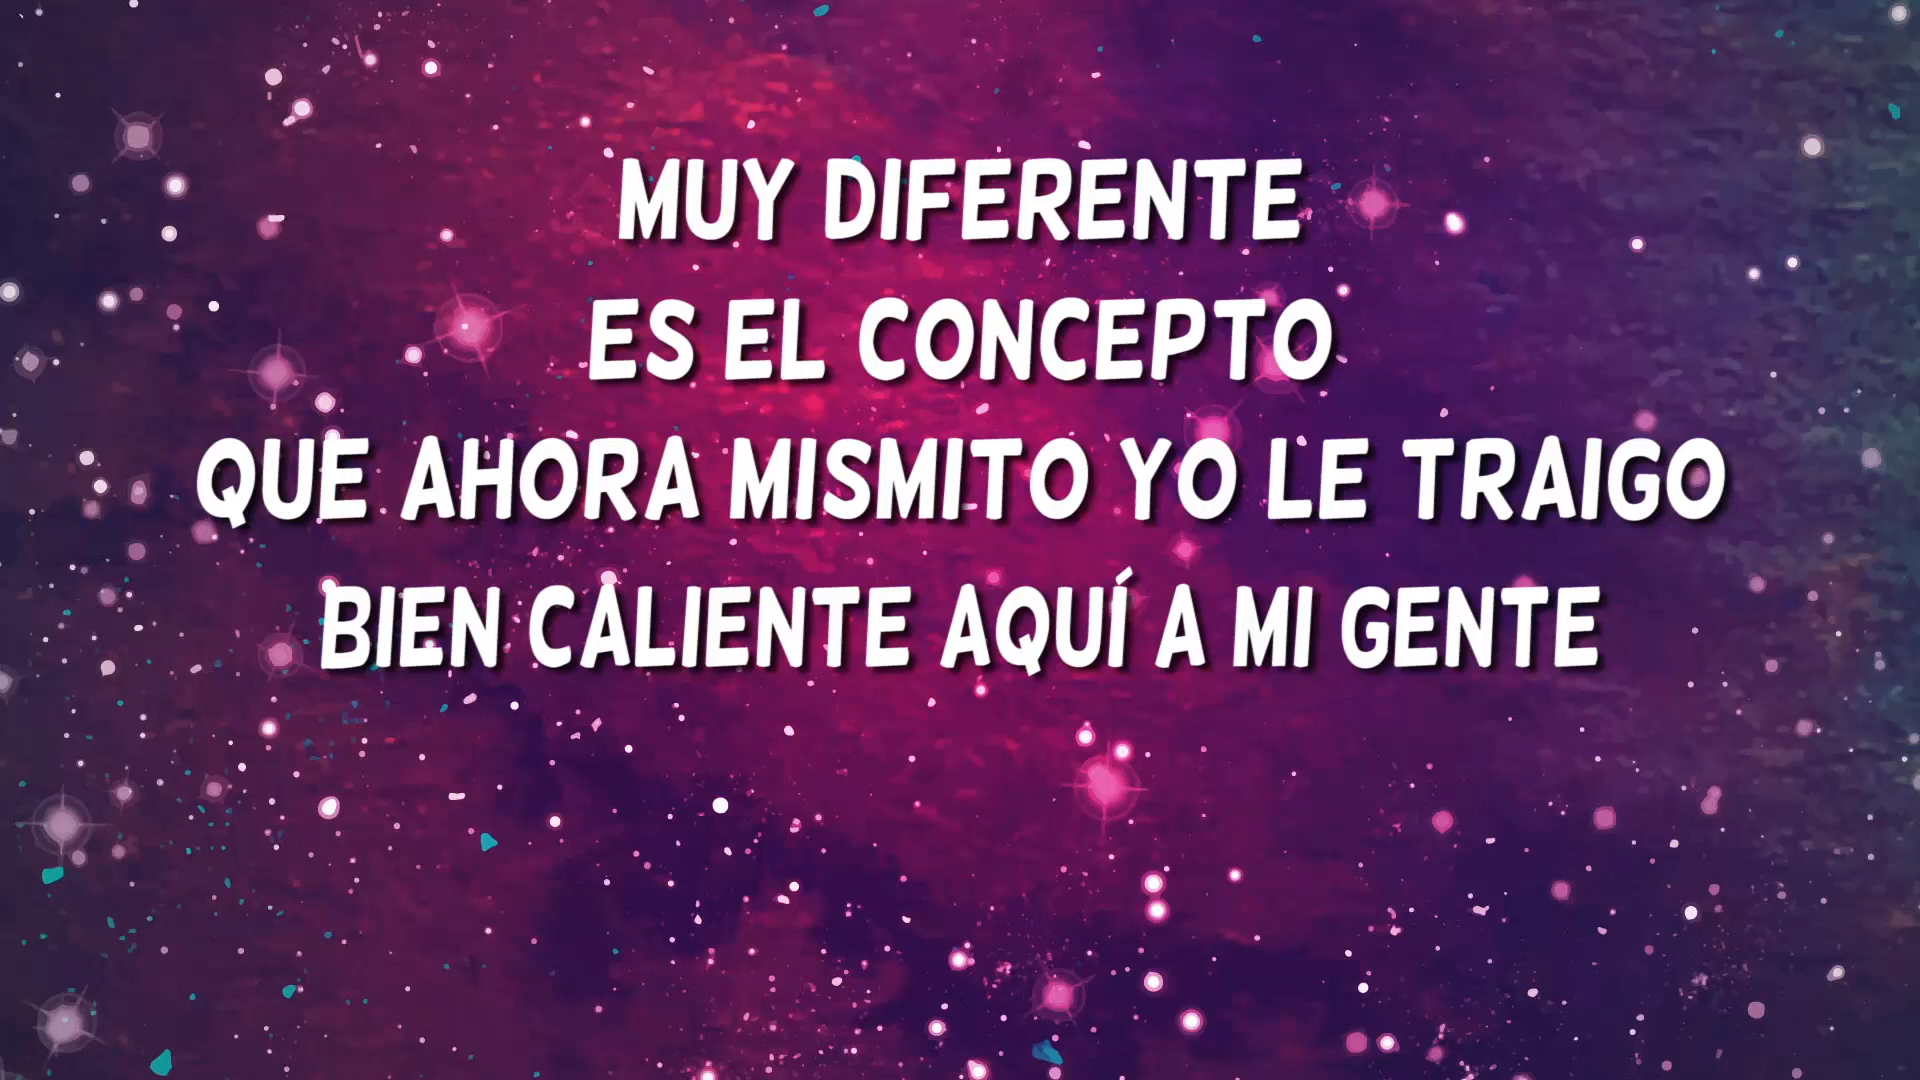 MUY DIFERENTE
ES EL CONCEPTO
QUE AHORA MISMITO YO LE TRAIGO
BIEN CALIENTE AQUÍ A MI GENTE